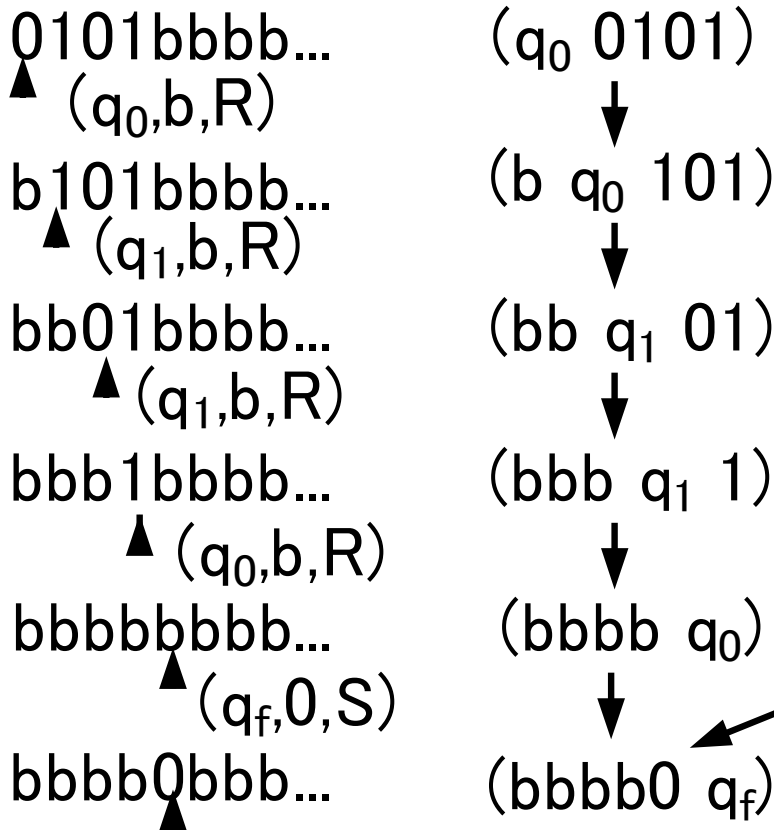 0101bbbb... (q₀ 0101)
(q₀,b,R)
b101bbbb... (b q₀ 101)
(q₁,b,R)
bb01bbbb... (bb q₁ 01)
(q₁,b,R)
bbb1bbbb... (bbb q₁ 1)
(q₀,b,R)
bbbbbbbb... (bbbb q₀)
(q_f,0,S)
bbbb0bbb... (bbbb0 q_f)